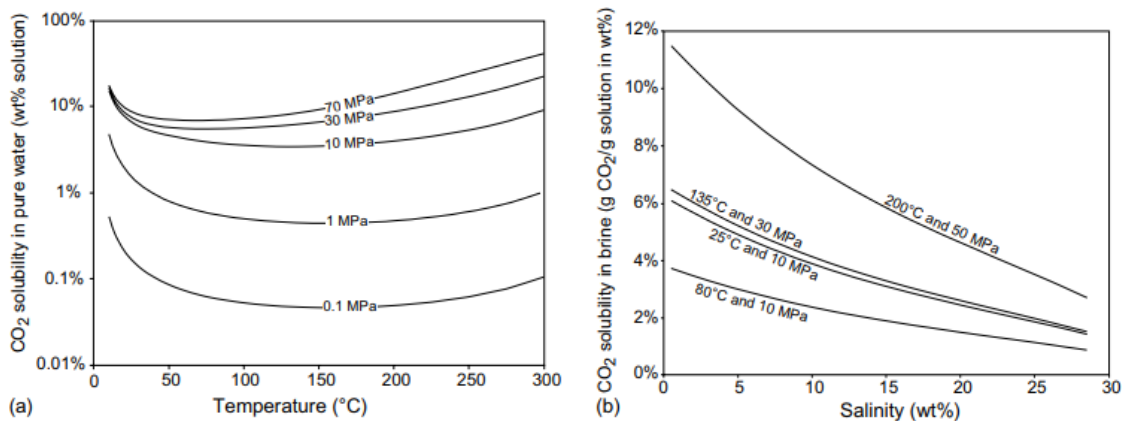 100%
10%
1%
0.1%
0.01%
CO₂ solubility in pure water (wt% solution)
70 MPa
30 MPa
10 MPa
1 MPa
0.1 MPa
0 50 100 150 200 250 300
(a) Temperature (°C)
12%
10%
8%
6%
4%
2%
0%
CO₂ solubility in brine (g CO₂/g solution in wt%)
200°C and 50 MPa
135°C and 30 MPa
25°C and 10 MPa
80°C and 10 MPa
0 5 10 15 20 25 30
(b) Salinity (wt%)